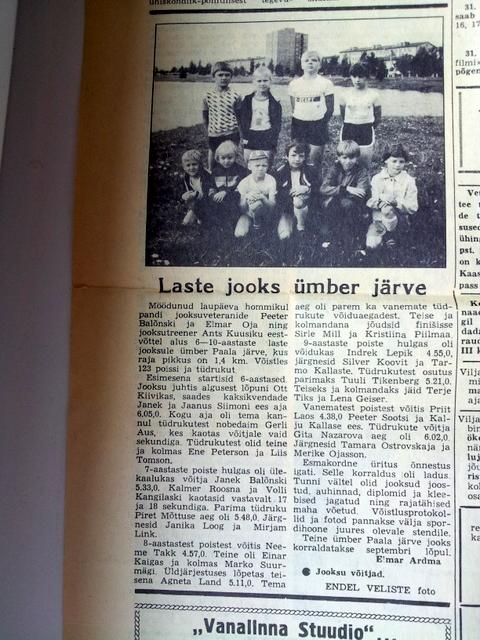 Laste jooks ümber järve
Möödunud laupäeva hommikul
pandi jooksuveteranide Peeter
Balõnski ja Elmar Oja ning
jooksutreener Ants Kuusiku eest-
võttel alus 6—10-aastaste laste
jooksule ümber Paala järve, kus
raja pikkus on 1,4 km. Võistles
123 poissi ja tüdrukut.
Esimesena startisid 6-aastased.
Jooksu juhtis algusest lõpuni Ott
Kiivikas, saades kaksikvendade
Janek ja Jaanus Siimoni ees aja
6.05,0. Kogu aja oli tema kan-
nul tüdrukutest nobedaim Gerli
Aus, kes kaotas võitjale vaid
sekundiga. Tüdrukutest olid teine
ja kolmas Ene Peterson ja Liis
Tomson.
7-aastaste poiste hulgas oli üle-
kaalukas võitja Janek Balõnski
5.33,0. Kalmer Roosna ja Volli
Kangilaski kaotasid vastavalt 17
ja 18 sekundiga. Parima tüdruku
Piret Mõttuse aeg oli 5.48,0. Jär-
gnesid Janika Loog ja Mirjam
Link.
8-aastastest poistest võitis Nee-
me Takk 4.57,0. Teine oli Einar
Kaigas ja kolmas Marko Suur-
mägi. Üldjärjestuses lõpetas tei-
sena Agneta Land 5.11,0. Tema
aeg oli parem ka vanemate tüd-
rukute võiduaegadest. Teise ja
kolmandana jõudsid finišisse
Sirle Mill ja Kristiina Piilmaa.
9-aastaste poiste hulgas oli
võidukas Indrek Lepik 4.55,0,
järgnesid Silver Koovit ja Tar-
mo Kallaste. Tüdrukutest osutus
parimaks Tuuli Tikenberg 5.21,0.
Teiseks ja kolmandaks jäid Terje
Tiks ja Lena Geiser.
Vanematest poistest võitis Priit
Laos 4.38,0 Peeter Sootsi ja Kal-
ju Kallase ees. Tüdrukute võitja
Gita Nazarova aeg oli 6.02,0.
Järgnesid Tamara Ostrovskaja ja
Merike Ojasson.
Esmakordne üritus õnnestus
igati. Selle korraldus oli ladus.
Tunni vältel olid jooksud joos-
tud, auhinnad, diplomid ja klee-
bised jagatud ning rajatähised
maha võetud. Võistlusprotokol-
lid ja fotod pannakse välja spor-
dihoone juures olevale stendile.
Teine ümber Paala järve jooks
korraldatakse septembri lõpul.
Elmar Ardma
● Jooksu võitjad.
ENDEL VELISTE foto
„Vanalinna Stuudio"